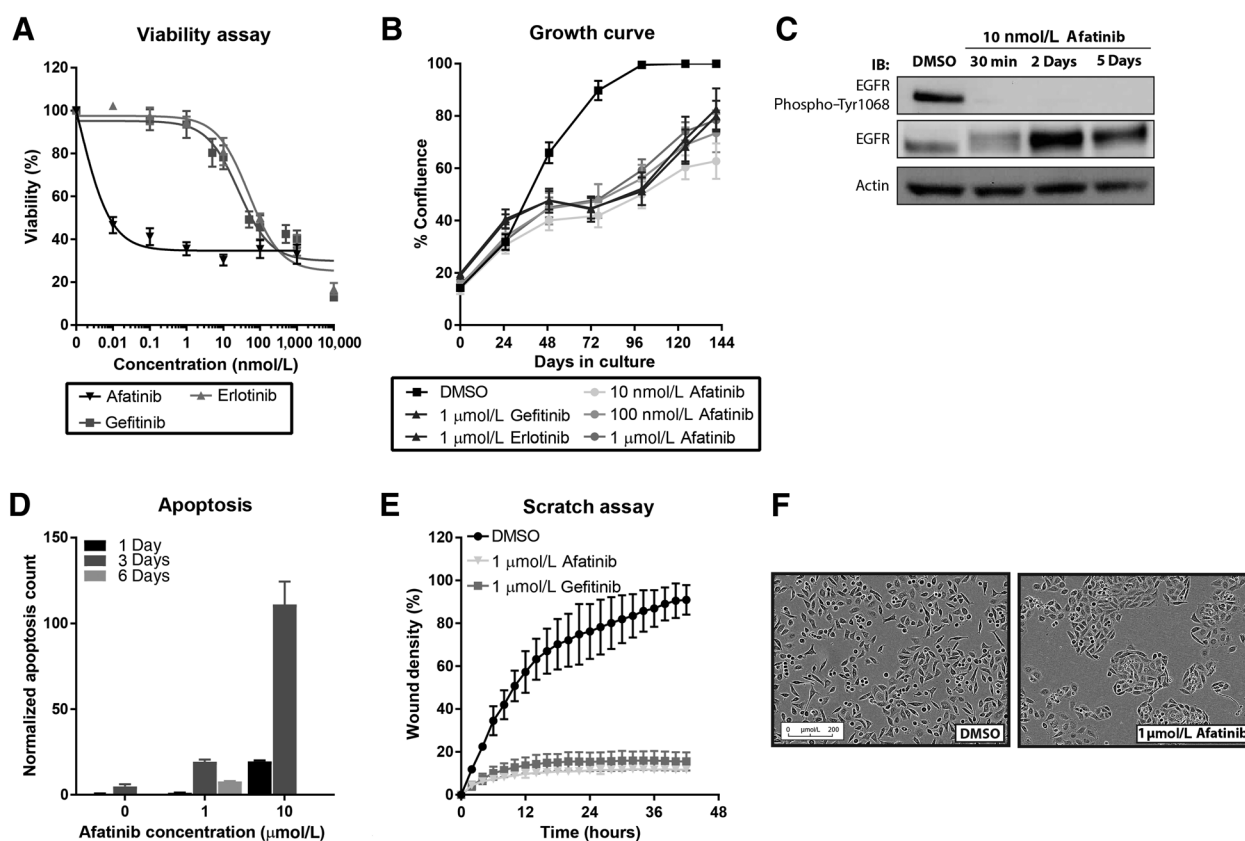 A
Viability assay
Viability (%)
120
100
80
60
40
20
0
0 0.01 0.1 1 10 100 1,000 10,000
Concentration (nmol/L)
Afatinib
Erlotinib
Gefitinib
B
Growth curve
% Confluence
100
80
60
40
20
0
0 24 48 72 96 120 144
Days in culture
DMSO
10 nmol/L Afatinib
1 μmol/L Gefitinib
100 nmol/L Afatinib
1 μmol/L Erlotinib
1 μmol/L Afatinib
C
10 nmol/L Afatinib
IB: DMSO 30 min 2 Days 5 Days
EGFR
Phospho-Tyr1068
EGFR
Actin
D
Apoptosis
Normalized apoptosis count
150
100
50
0
1 Day
3 Days
6 Days
0 1 10
Afatinib concentration (μmol/L)
E
Scratch assay
Wound density (%)
120
100
80
60
40
20
0
DMSO
1 μmol/L Afatinib
1 μmol/L Gefitinib
0 12 24 36 48
Time (hours)
F
0 μmol/L 200
DMSO
1μmol/L Afatinib